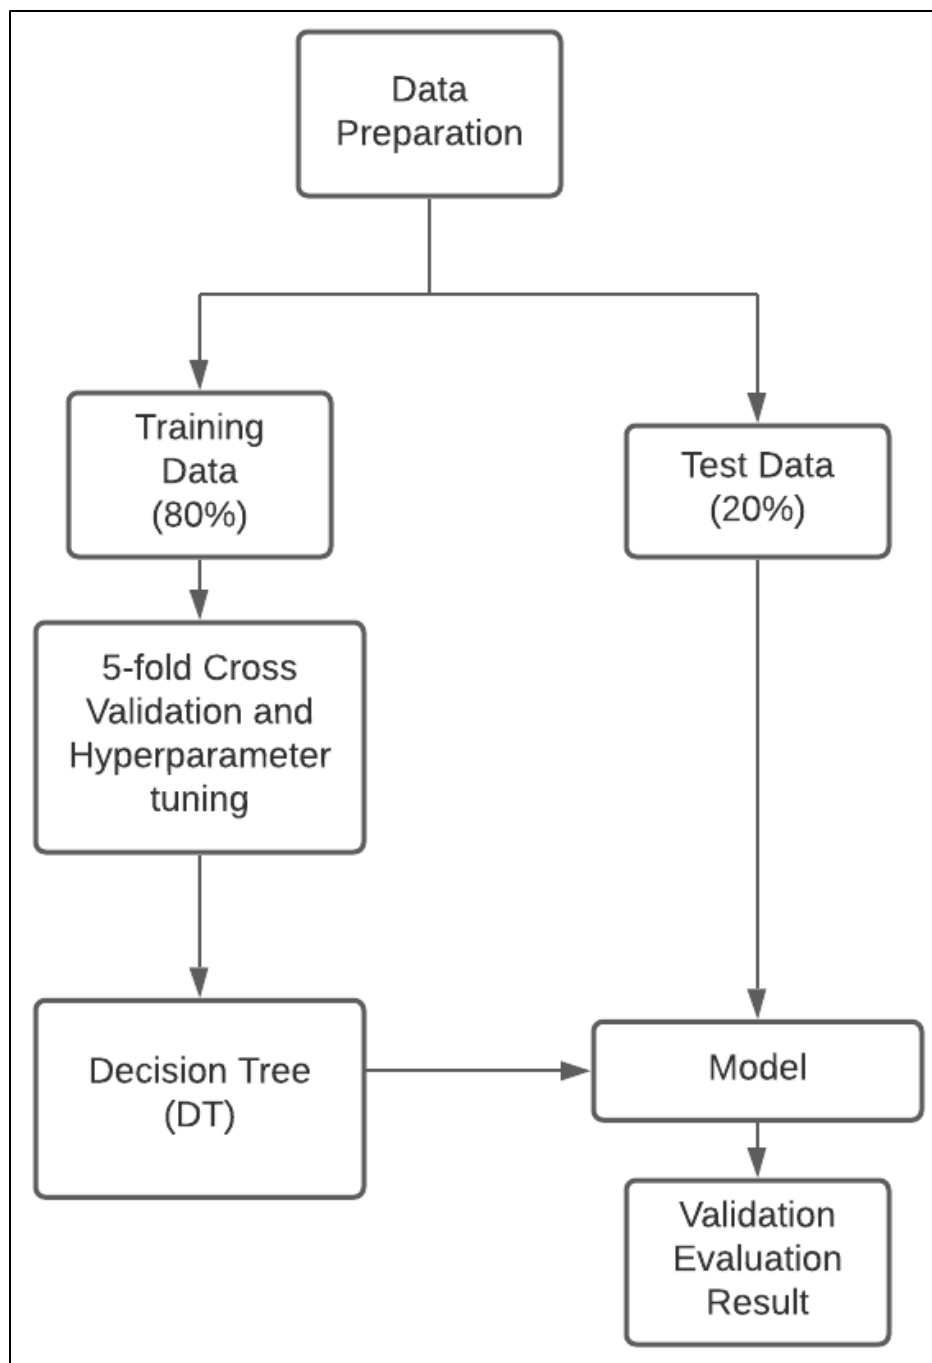 Data
Preparation
Training
Data
(80%)
Test Data
(20%)
5-fold Cross
Validation and
Hyperparameter
tuning
Decision Tree
(DT)
Model
Validation
Evaluation
Result